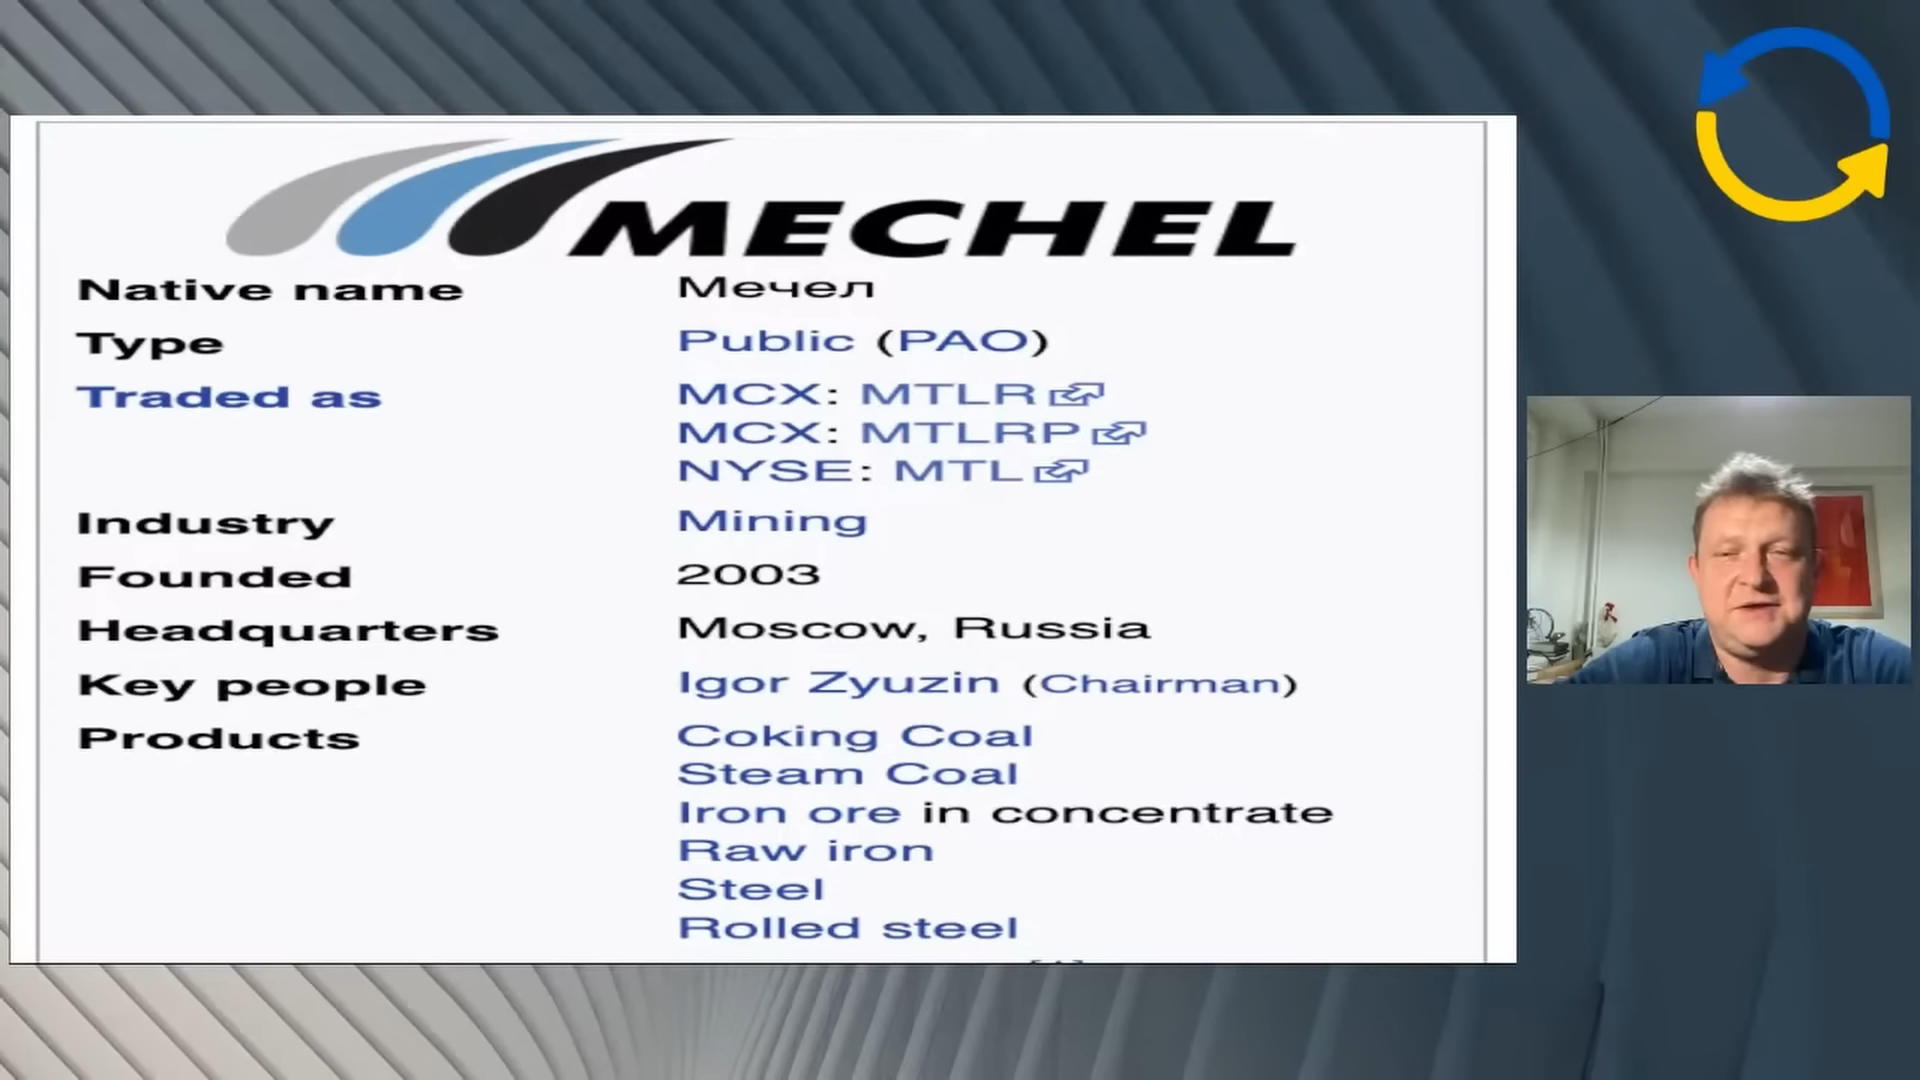 MECHEL
Native name Мечел
Type Public (PAO)
Traded as MCX: MTLR
MCX: MTLRP
NYSE: MTL
Industry Mining
Founded 2003
Headquarters Moscow, Russia
Key people Igor Zyuzin (Chairman)
Products Coking Coal
Steam Coal
Iron ore in concentrate
Raw iron
Steel
Rolled steel